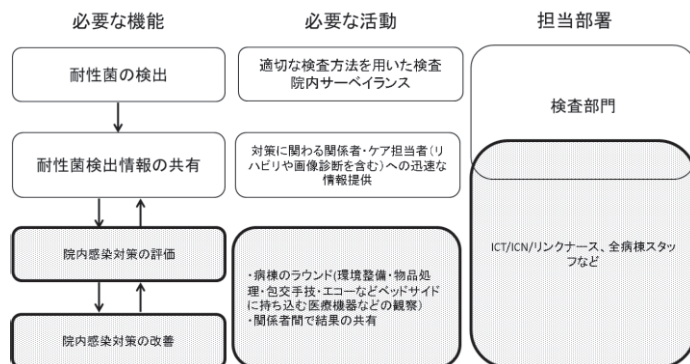 必要な機能
必要な活動
担当部署
耐性菌の検出
適切な検査方法を用いた検査
院内サーベイランス
検査部門
耐性菌検出情報の共有
対策に関わる関係者・ケア担当者(リ
ハビリや画像診断を含む)への迅速な
情報提供
院内感染対策の評価
・病棟のラウンド(環境整備・物品処
理・包交手技・エコーなどベッドサイド
に持ち込む医療機器などの観察)
・関係者間で結果の共有
ICT/ICN/リンクナース、全病棟スタッ
フなど
院内感染対策の改善